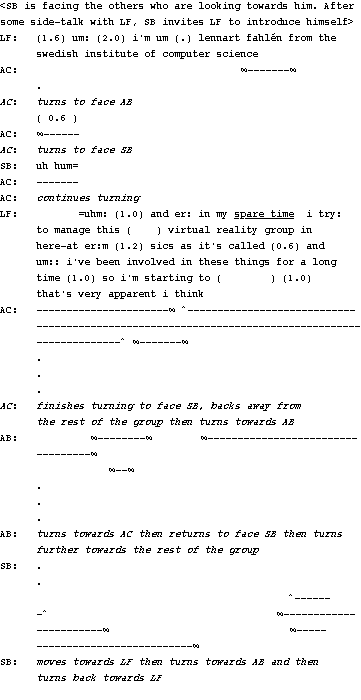 <SB is facing the others who are looking towards him. After
some side-talk with LF, SB invites LF to introduce himself>
LF: (1.6) um: (2.0) i'm um (.) lennart fahlén from the
swedish institute of computer science
AC: %-------%
.
AC: turns to face AB
( 0.6 )
AC: %------
AC: turns to face SB
SB: uh hum=
AC: -------
AC: continues turning
LF: =uhm: (1.0) and er: in my spare time i try:
to manage this ( ) virtual reality group in
here-at er:m (1.2) sics as it's called (0.6) and
um:: i've been involved in these things for a long
time (1.0) so i'm starting to ( ) (1.0)
that's very apparent i think
AC: ----------------------% ^----------------------------
------------------------------------------------------
--------------^ %-------%
.
.
.
AC: finishes turning to face SB, backs away from
the rest of the group then turns towards AB
AB: %--------% %-------------------------
---------%
%--%
.
.
.
AB: turns towards AC then returns to face SB then turns
further towards the rest of the group
SB: .
.
^------
-^ %------------
-----------% %-----
--------------------------%
SB: moves towards LF then turns towards AB and then
turns back towards LF